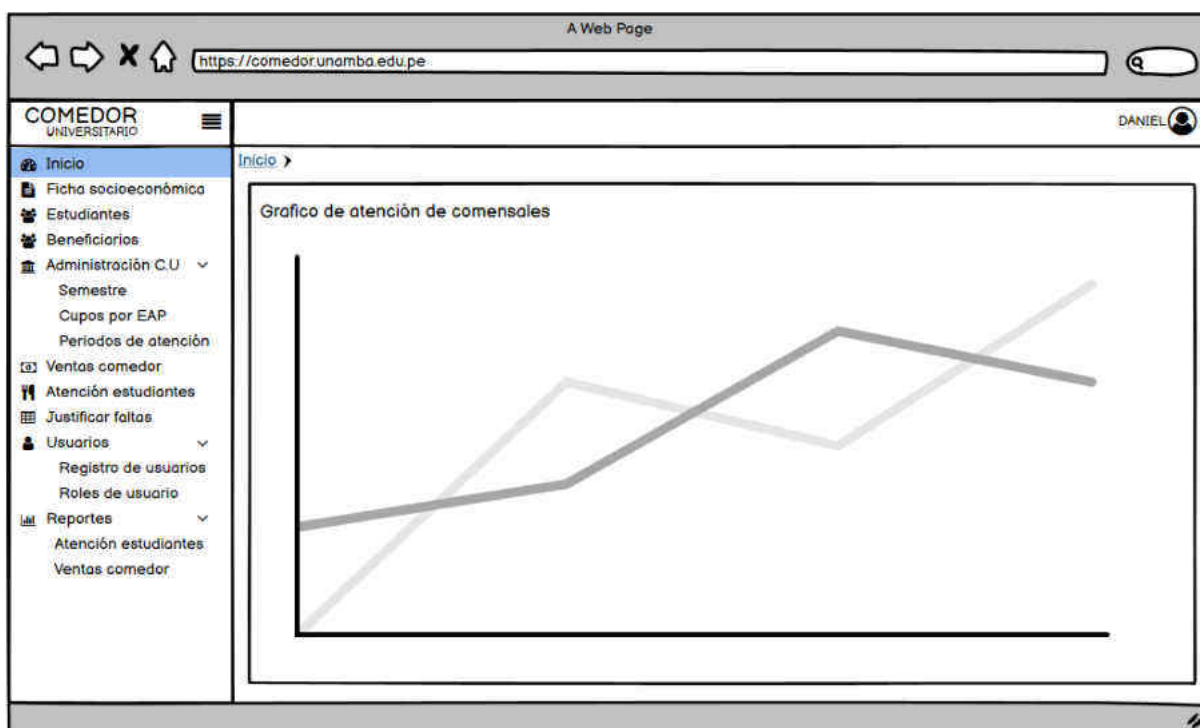 A Web Page
https://comedor.unamba.edu.pe
COMEDOR
UNIVERSITARIO
DANIEL
Inicio
Ficha socioeconómica
Estudiantes
Beneficiarios
Administración C.U
Semestre
Cupos por EAP
Periodos de atención
Ventas comedor
Atención estudiantes
Justificar faltas
Usuarios
Registro de usuarios
Roles de usuario
Reportes
Atención estudiantes
Ventas comedor
Inicio
Grafico de atención de comensales